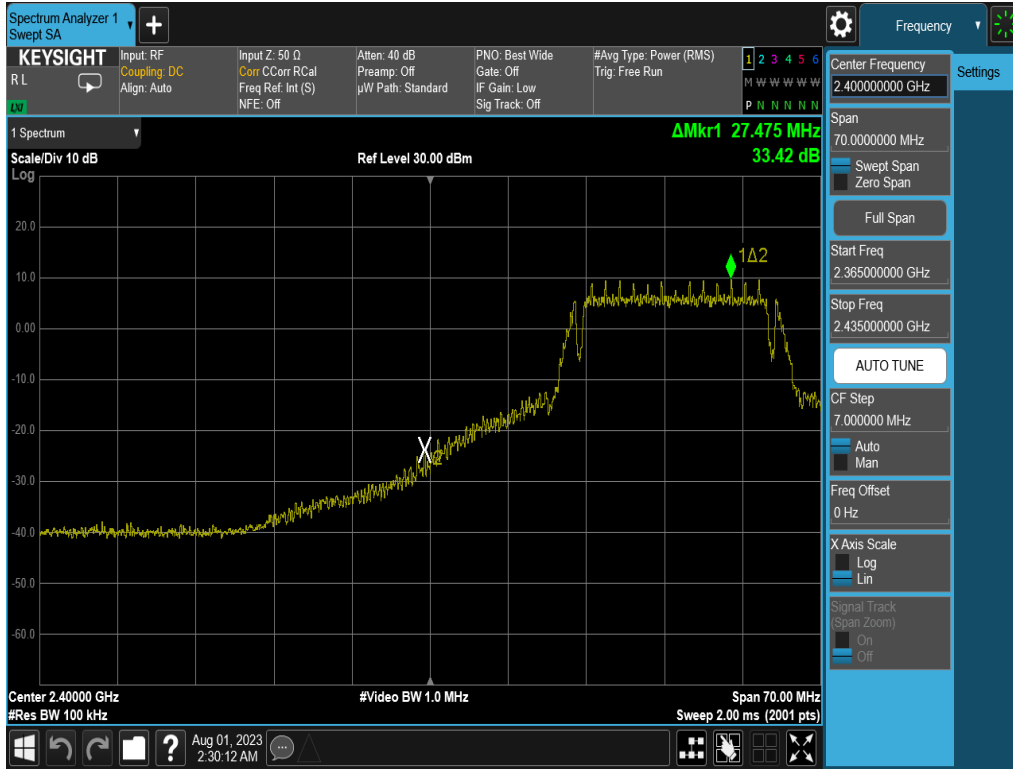 Spectrum Analyzer 1
Swept SA
+
Frequency
KEYSIGHT
R L
LXI
Input: RF
Coupling: DC
Align: Auto
Input Z: 50 Ω
Corr CCorr RCal
Freq Ref: Int (S)
NFE: Off
Atten: 40 dB
Preamp: Off
µW Path: Standard
PNO: Best Wide
Gate: Off
IF Gain: Low
Sig Track: Off
#Avg Type: Power (RMS)
Trig: Free Run
1 2 3 4 5 6
M W W W W W
P N N N N N
1 Spectrum
Scale/Div 10 dB
Log
Ref Level 30.00 dBm
ΔMkr1 27.475 MHz
33.42 dB
20.0
10.0
0.00
-10.0
-20.0
-30.0
-40.0
-50.0
-60.0
1Δ2
X2
Center 2.40000 GHz
#Res BW 100 kHz
#Video BW 1.0 MHz
Span 70.00 MHz
Sweep 2.00 ms (2001 pts)
Center Frequency
2.400000000 GHz
Settings
Span
70.0000000 MHz
Swept Span
Zero Span
Full Span
Start Freq
2.365000000 GHz
Stop Freq
2.435000000 GHz
AUTO TUNE
CF Step
7.000000 MHz
Auto
Man
Freq Offset
0 Hz
X Axis Scale
Log
Lin
Signal Track
(Span Zoom)
On
Off
?
Aug 01, 2023
2:30:12 AM